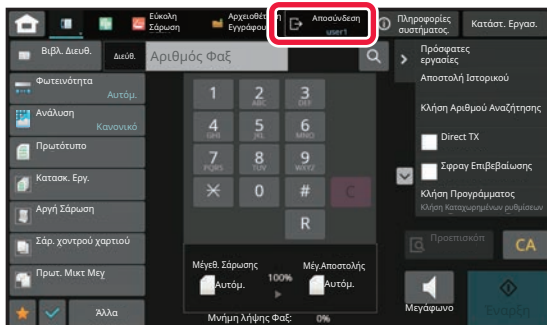 Εύκολη
Σάρωση
Αρχειοθέτ
Εγγράφου
Αποσύνδεση
user1
Πληροφορίες
συστήματος.
Κατάστ. Εργασ.
Βιβλ. Διευθ.
Διεύθ.
Αριθμός Φαξ
Πρόσφατες
εργασίες
Φωτεινότητα
Αυτόμ.
Αποστολή Ιστορικού
Ανάλυση
Κανονικό
Κλήση Αριθμού Αναζήτησης
Πρωτότυπο
Direct TX
Κατασκ. Εργ.
Σφραγ Επιβεβαίωσης
Αργή Σάρωση
Κλήση Προγράμματος
Κλήση Καταχωρημένων ρυθμίσεων
Σάρ. χοντρού χαρτιού
Πρωτ. Μικτ Μεγ
Άλλα
1
2 ABC
3 DEF
4 GHI
5 JKL
6 MNO
7 PQRS
8 TUV
9 WXYZ
0
#
C
R
Μέγεθ. Σάρωσης
100%
Μέγ.Αποστολής
Αυτόμ.
Αυτόμ.
Μνήμη λήψης Φαξ: 0%
Προεπισκόπ
CA
Μεγάφωνο
Έναρξη